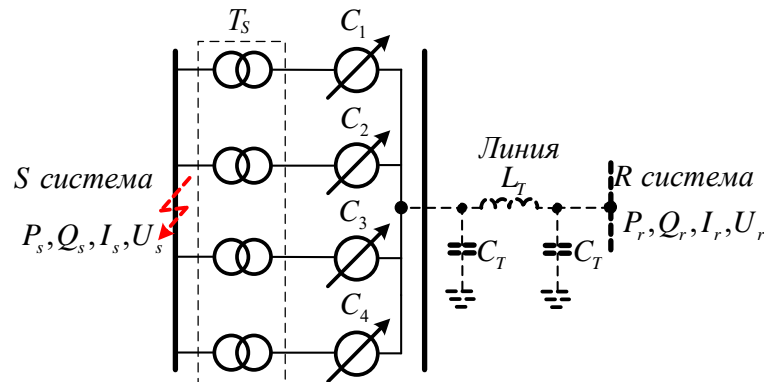 T_S
C_1
C_2
Линия
S система
L_T
R система
P_s,Q_s,I_s,U_s
C_3
P_r,Q_r,I_r,U_r
C_T
C_T
C_4